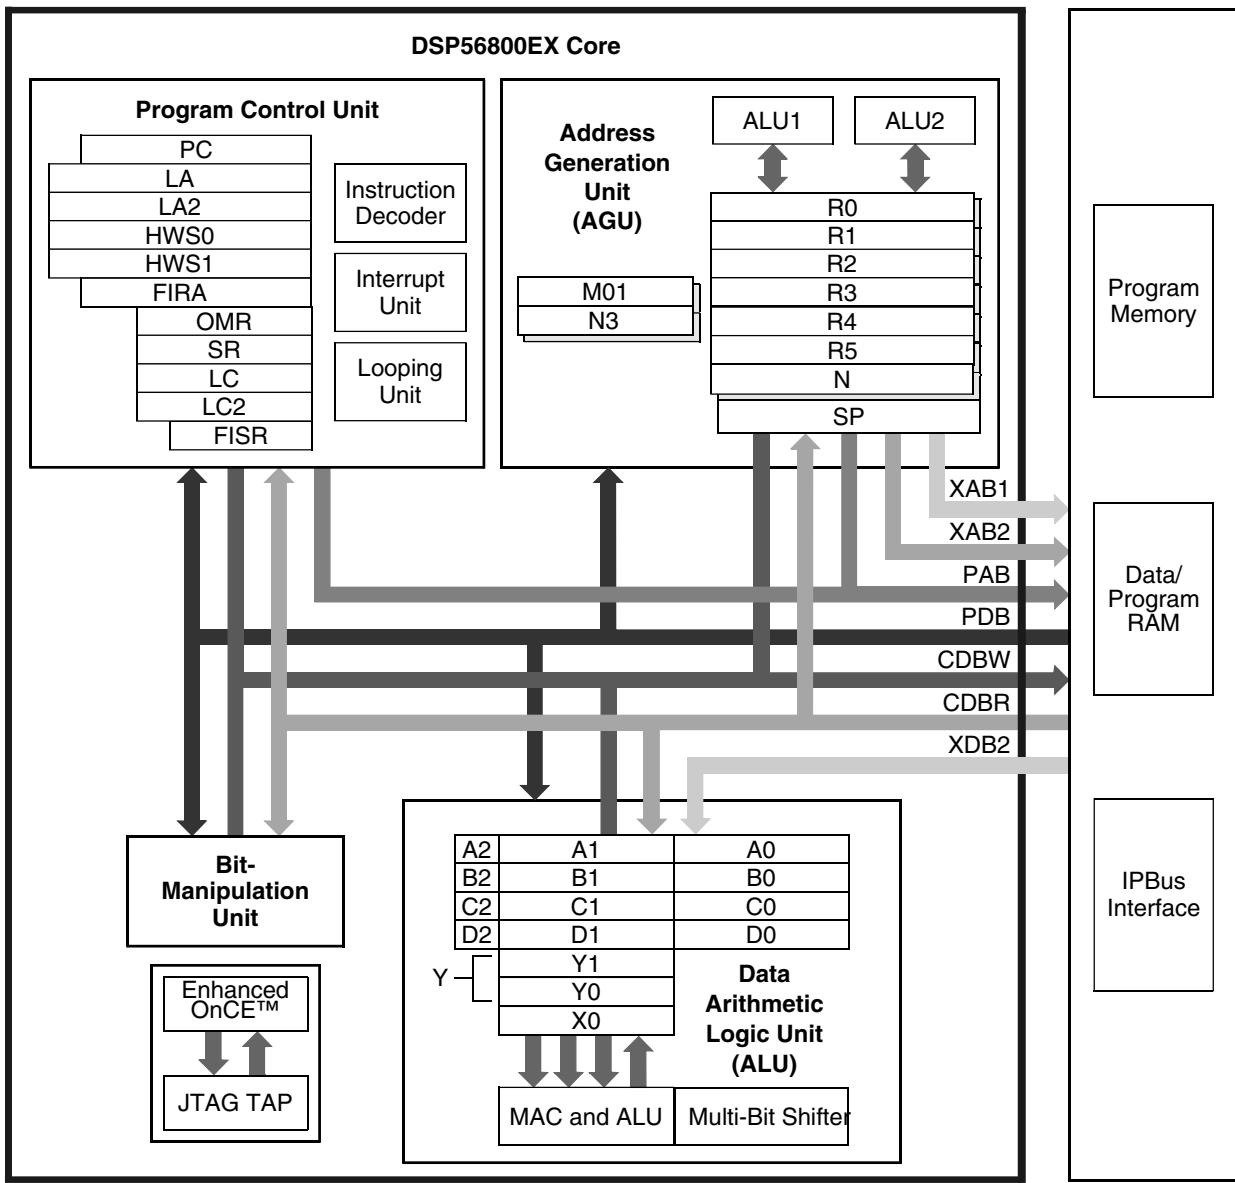 DSP56800EX Core
Program Control Unit
PC
LA
LA2
HWS0
HWS1
FIRA
OMR
SR
LC
LC2
FISR
Instruction
Decoder
Interrupt
Unit
Looping
Unit
Address
Generation
Unit
(AGU)
ALU1
ALU2
R0
R1
R2
R3
R4
R5
N
SP
M01
N3
XAB1
XAB2
PAB
PDB
CDBW
CDBR
XDB2
Program
Memory
Data/
Program
RAM
IPBus
Interface
Bit-
Manipulation
Unit
Enhanced
OnCE™
JTAG TAP
A2 A1 A0
B2 B1 B0
C2 C1 C0
D2 D1 D0
Y
Y1
Y0
X0
Data
Arithmetic
Logic Unit
(ALU)
MAC and ALU
Multi-Bit Shifter